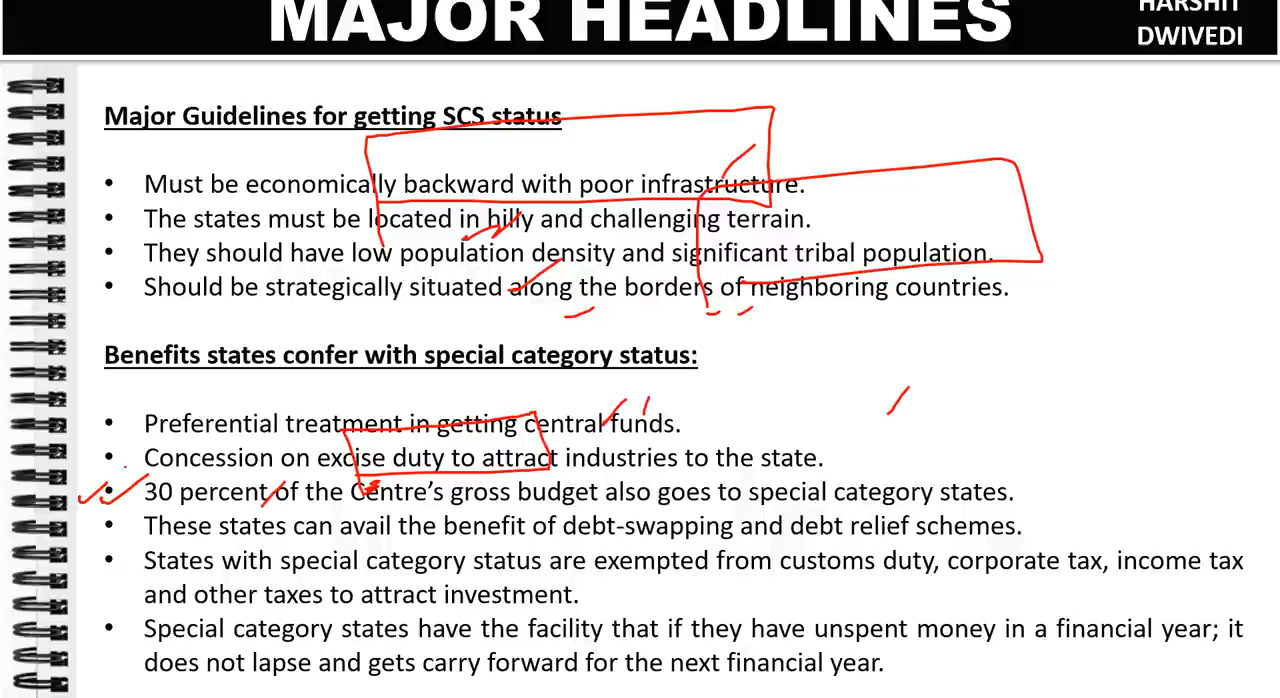 MAJOR HEADLINES
HARSHIT
DWIVEDI
Major Guidelines for getting SCS status
• Must be economically backward with poor infrastructure.
• The states must be located in hilly and challenging terrain.
• They should have low population density and significant tribal population.
• Should be strategically situated along the borders of neighboring countries.
Benefits states confer with special category status:
• Preferential treatment in getting central funds.
• Concession on excise duty to attract industries to the state.
• 30 percent of the Centre's gross budget also goes to special category states.
• These states can avail the benefit of debt-swapping and debt relief schemes.
• States with special category status are exempted from customs duty, corporate tax, income tax
and other taxes to attract investment.
• Special category states have the facility that if they have unspent money in a financial year; it
does not lapse and gets carry forward for the next financial year.